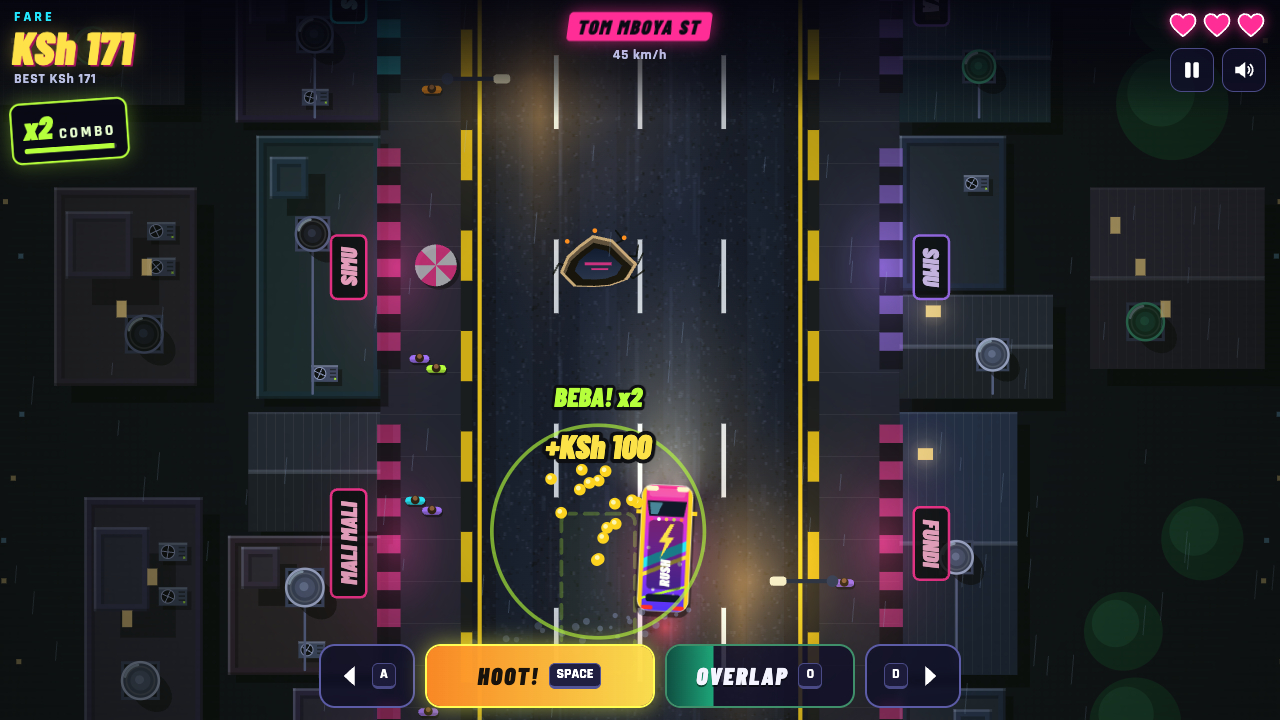 FARE
KSh 171
BEST KSh 171
x2 COMBO
TOM MBOYA ST
45 km/h
SIMU
SIMU
BEBA! x2
+KSh 100
RUSH
MALI MALI
FUNDI
A
HOOT! SPACE
OVERLAP O
D